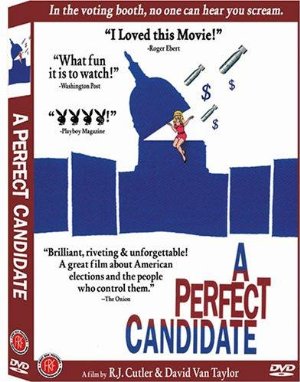 In the voting booth, no one can hear you scream.
"I Loved this Movie!"
-Roger Ebert
"What fun
it is to watch!"
-Washington Post
$
$
!"
-Playboy Magazine
"Brilliant, riveting & unforgettable!
A great film about American
elections and the people
who control them."
-The Onion
A
PERFECT
CANDIDATE
A film by R.J. Cutler & David Van Taylor
DVD
A PERFECT CANDIDATE
FRF
DVD